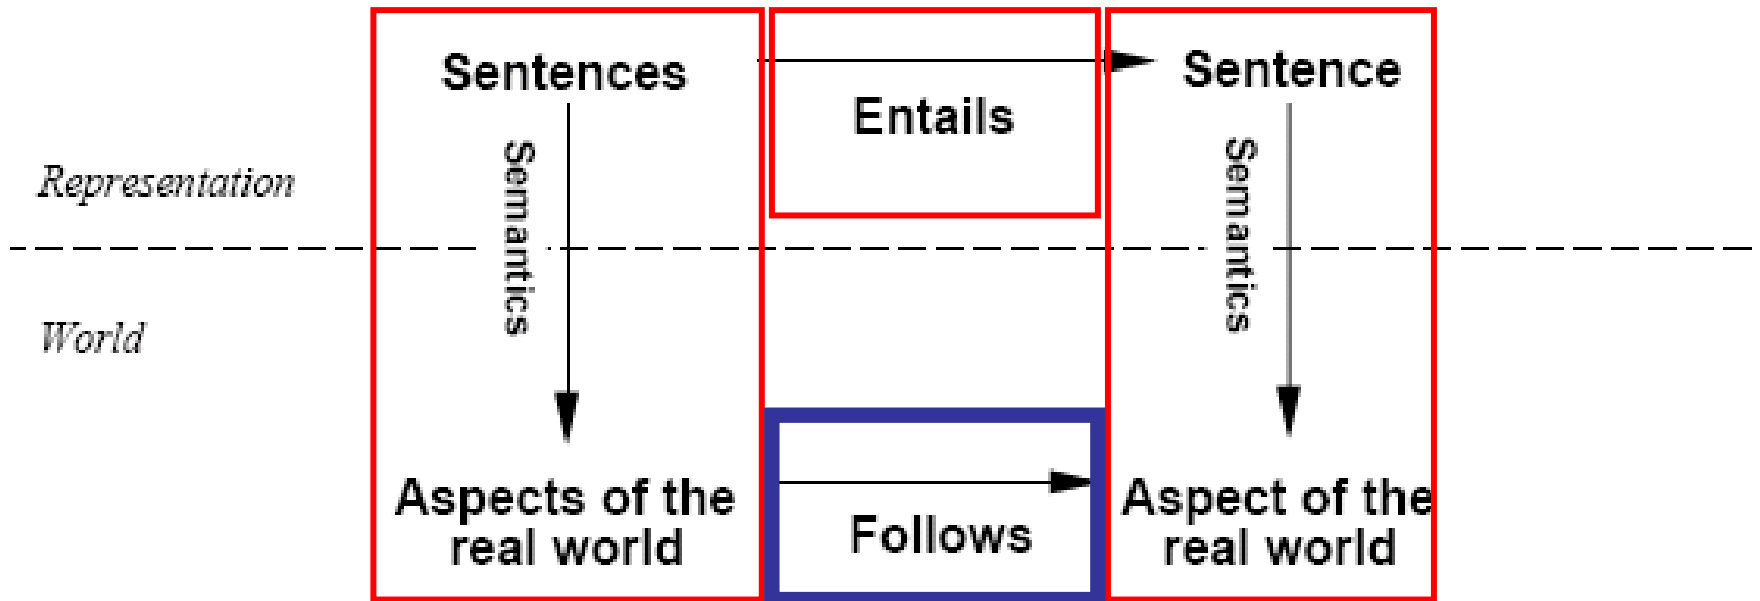 Sentences
Entails
Sentence
Representation
Semantics
Semantics
World
Aspects of the
real world
Follows
Aspect of the
real world